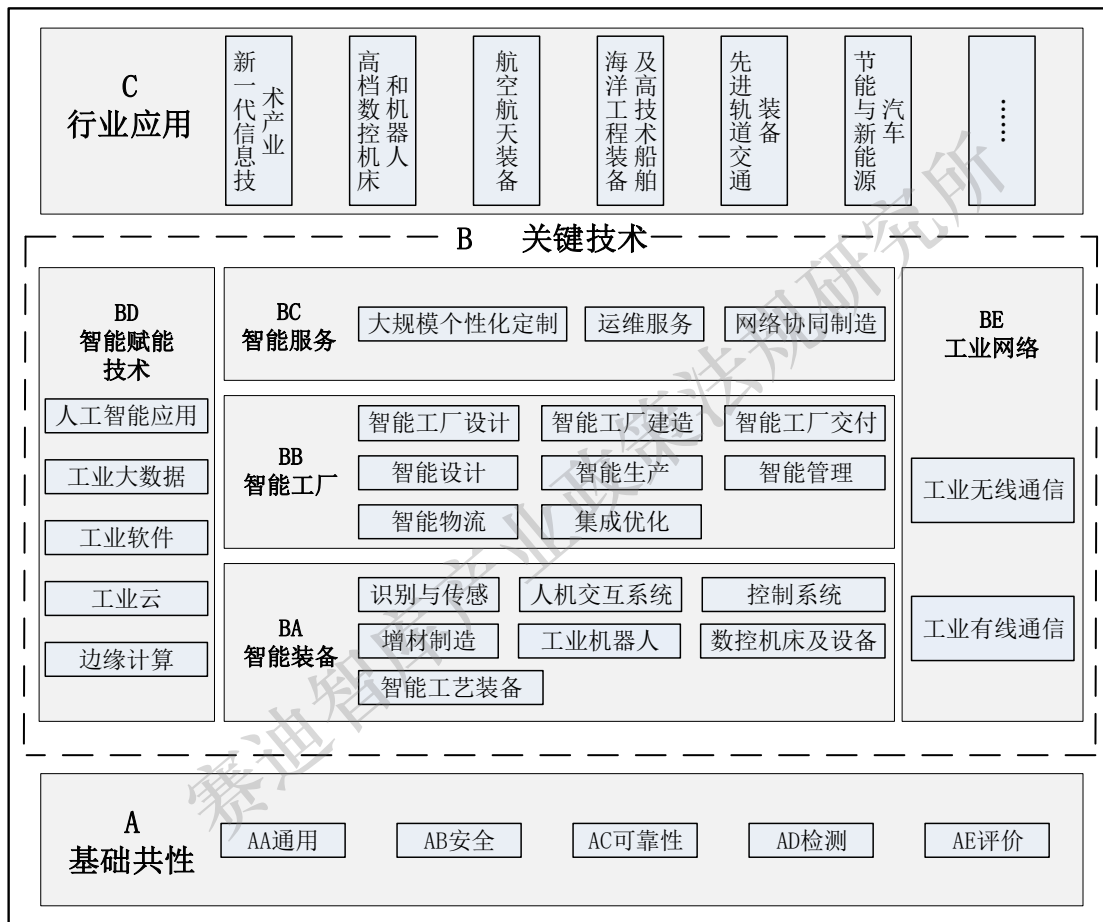 C
行业应用
新一代信息技
术产业
高档数控机床
和机器人
航空航天装备
海洋工程装备
及高技术船舶
先进轨道交通
装备
节能与新能源
汽车
……
B 关键技术
BD
智能赋能
技术
人工智能应用
工业大数据
工业软件
工业云
边缘计算
BC
智能服务
大规模个性化定制
运维服务
网络协同制造
BB
智能工厂
智能工厂设计
智能工厂建造
智能工厂交付
智能设计
智能生产
智能管理
智能物流
集成优化
BA
智能装备
识别与传感
人机交互系统
控制系统
增材制造
工业机器人
数控机床及设备
智能工艺装备
BE
工业网络
工业无线通信
工业有线通信
A
基础共性
AA通用
AB安全
AC可靠性
AD检测
AE评价
赛迪智库产业政策法规研究所